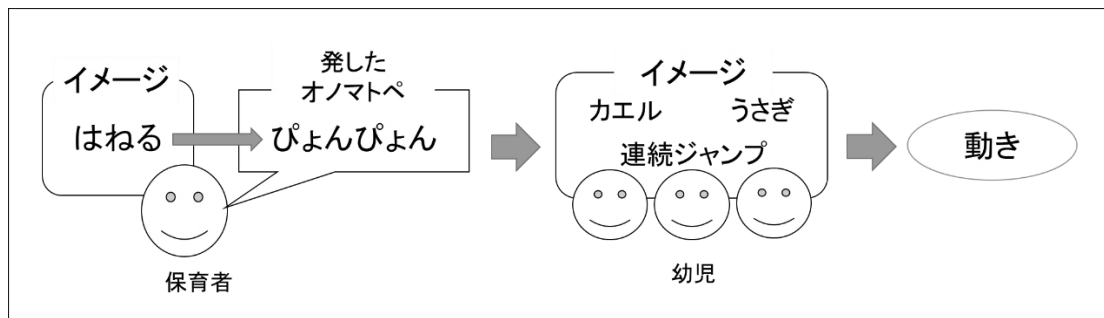 イメージ
はねる
発した
オノマトペ
ぴょんぴょん
保育者
イメージ
カエル うさぎ
連続ジャンプ
幼児
動き